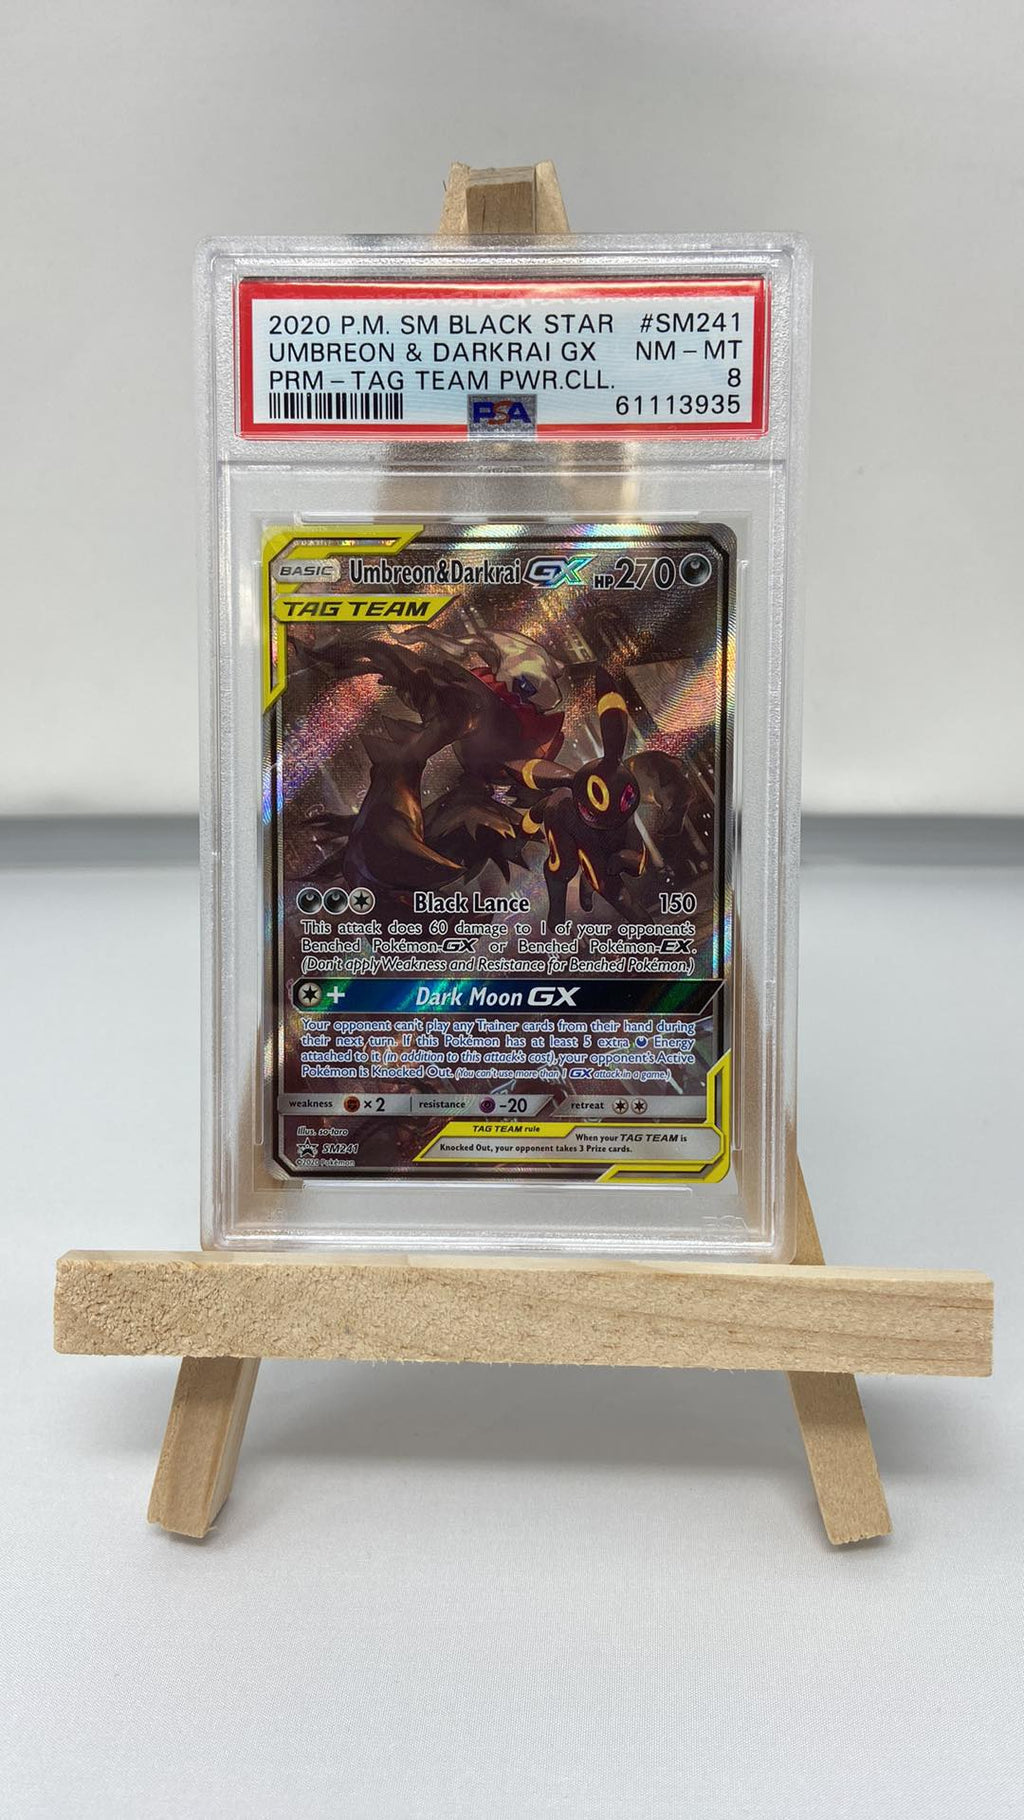 2020 P.M. SM BLACK STAR #SM241
UMBREON & DARKRAI GX NM-MT
PRM-TAG TEAM PWR.CLL. 8
PSA 61113935
BASIC Umbreon&Darkrai GX HP270
TAG TEAM
Black Lance 150
This attack does 60 damage to 1 of your opponent's
Benched Pokémon-GX or Benched Pokémon-EX.
(Don't apply Weakness and Resistance for Benched Pokémon.)
+ Dark Moon GX
Your opponent can't play any Trainer cards from their hand during
their next turn. If this Pokémon has at least 5 extra Energy
attached to it (in addition to this attack's cost), your opponent's Active
Pokémon is Knocked Out. (You can't use more than 1 GX attack in a game.)
weakness ×2 resistance -20 retreat
TAG TEAM rule
When your TAG TEAM is
Knocked Out, your opponent takes 3 Prize cards.
Illus. so-taro
SM241
©2020 Pokémon
PSA